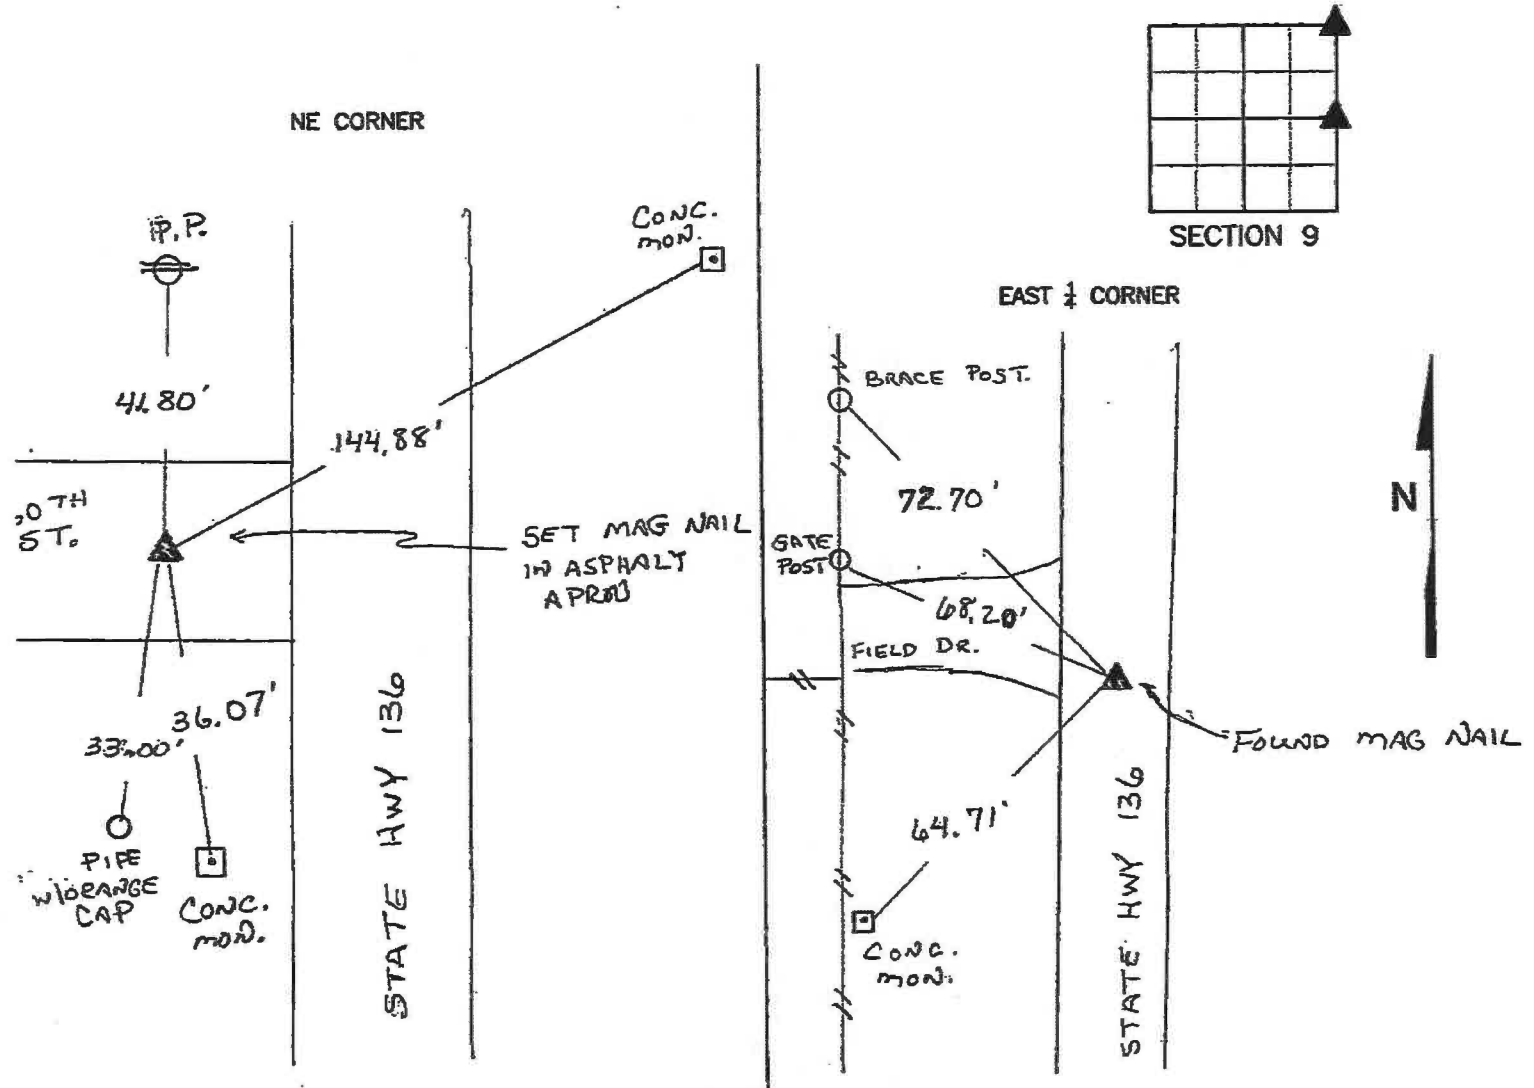 NE CORNER
P.P.
CONC.
MON.
41.80'
144.88'
0 TH
ST.
SET MAG NAIL
IN ASPHALT
APRON
36.07'
33.00'
PIPE
W/ORANGE
CAP
CONC.
MON.
STATE HWY 136
SECTION 9
EAST ¼ CORNER
BRACE POST.
72.70'
GATE
POST
68.20'
FIELD DR.
N
FOUND MAG NAIL
64.71'
CONC.
MON.
STATE HWY 136